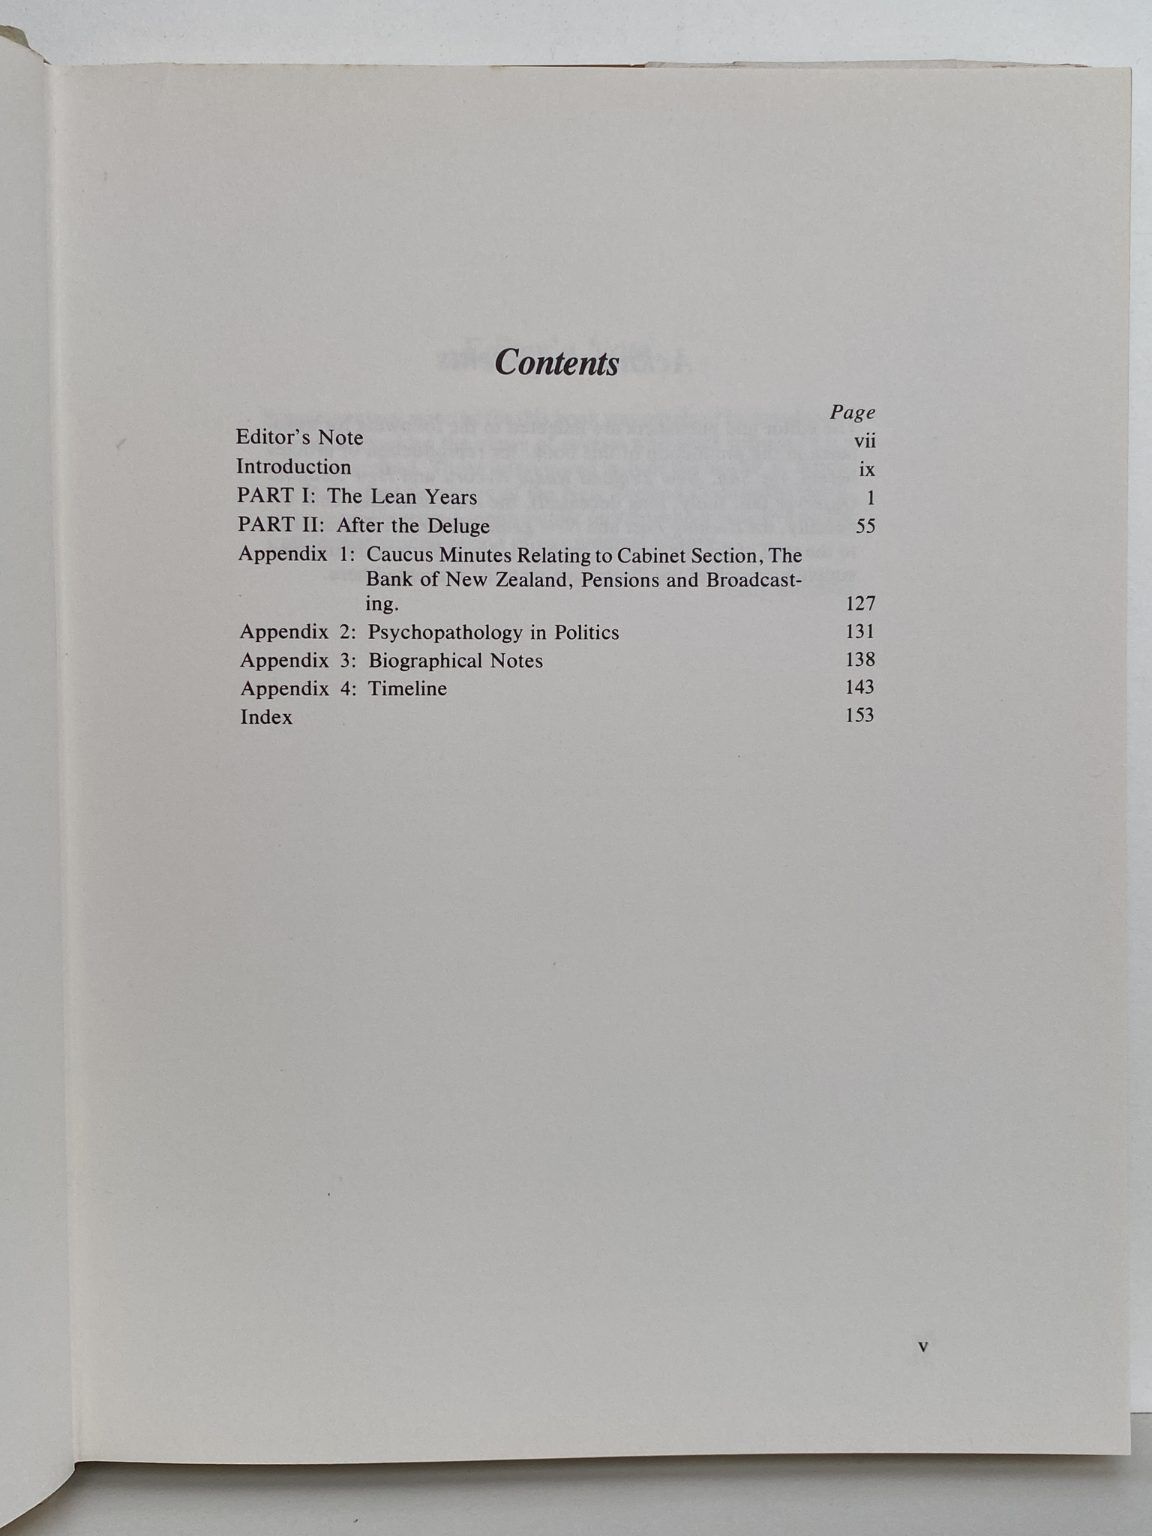 Contents
Page
Editor's Note vii
Introduction ix
PART I: The Lean Years 1
PART II: After the Deluge 55
Appendix 1: Caucus Minutes Relating to Cabinet Section, The
Bank of New Zealand, Pensions and Broadcast-
ing. 127
Appendix 2: Psychopathology in Politics 131
Appendix 3: Biographical Notes 138
Appendix 4: Timeline 143
Index 153
v